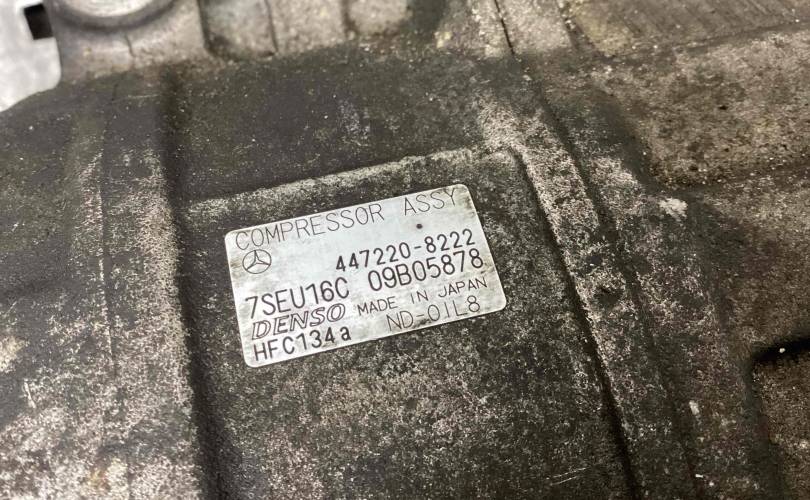 COMPRESSOR ASSY
447220-8222
7SEU16C 09B05878
DENSO MADE IN JAPAN
HFC134a ND-OIL8